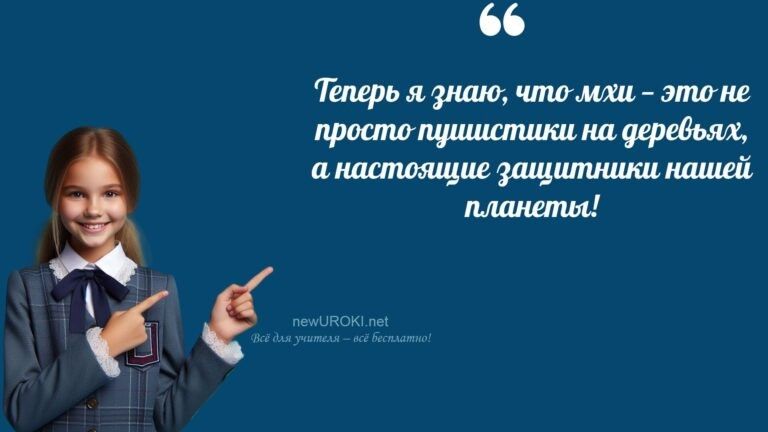 ❝
Теперь я знаю, что мхи – это не
просто пушистики на деревьях,
а настоящие защитники нашей
планеты!
newUROKI.net
Всё для учителя – всё бесплатно!